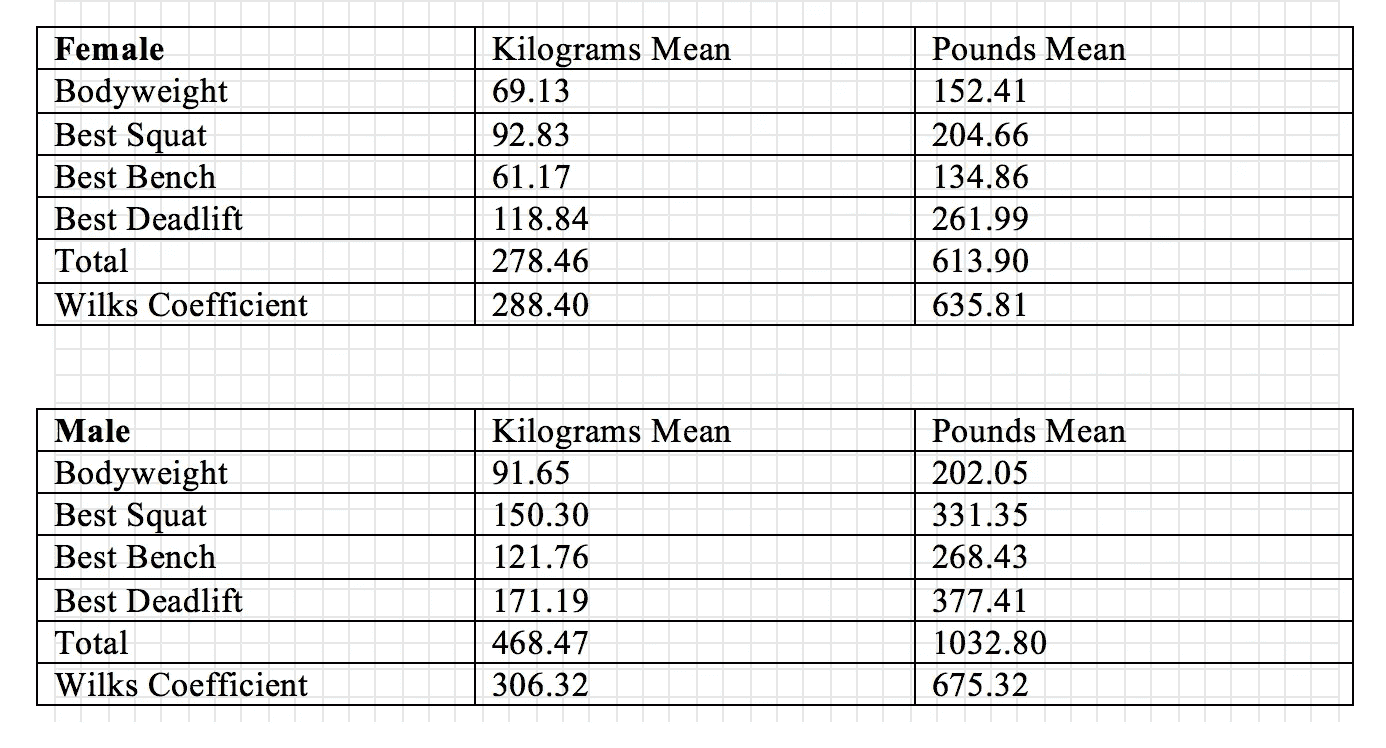 Female Kilograms Mean Pounds Mean
Bodyweight 69.13 152.41
Best Squat 92.83 204.66
Best Bench 61.17 134.86
Best Deadlift 118.84 261.99
Total 278.46 613.90
Wilks Coefficient 288.40 635.81
Male Kilograms Mean Pounds Mean
Bodyweight 91.65 202.05
Best Squat 150.30 331.35
Best Bench 121.76 268.43
Best Deadlift 171.19 377.41
Total 468.47 1032.80
Wilks Coefficient 306.32 675.32